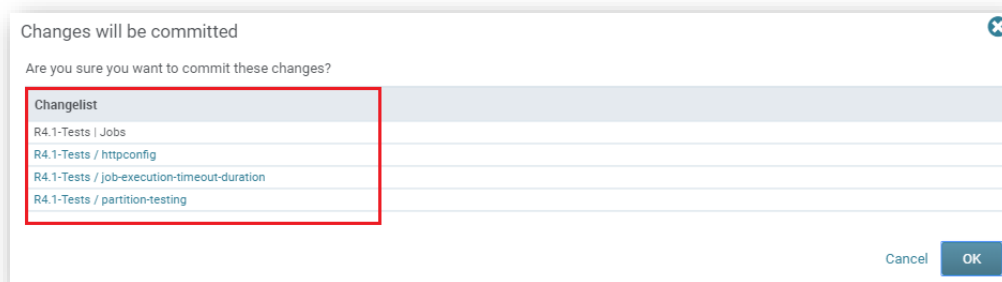 Changes will be committed
Are you sure you want to commit these changes?
Changelist
R4.1-Tests | Jobs
R4.1-Tests / httpconfig
R4.1-Tests / job-execution-timeout-duration
R4.1-Tests / partition-testing
Cancel OK